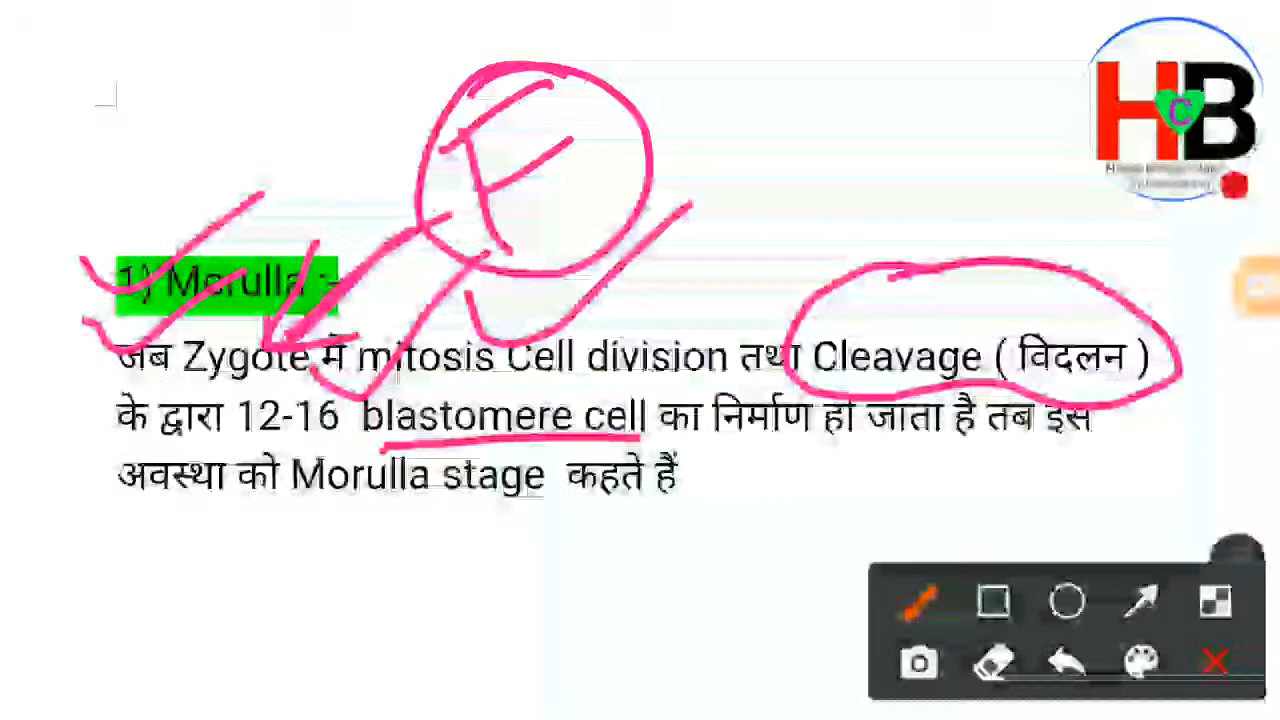 HCB
1) Morulla :-
जब Zygote में mitosis Cell division तथा Cleavage ( विदलन )
के द्वारा 12-16 blastomere cell का निर्माण हो जाता है तब इस
अवस्था को Morulla stage कहते हैं